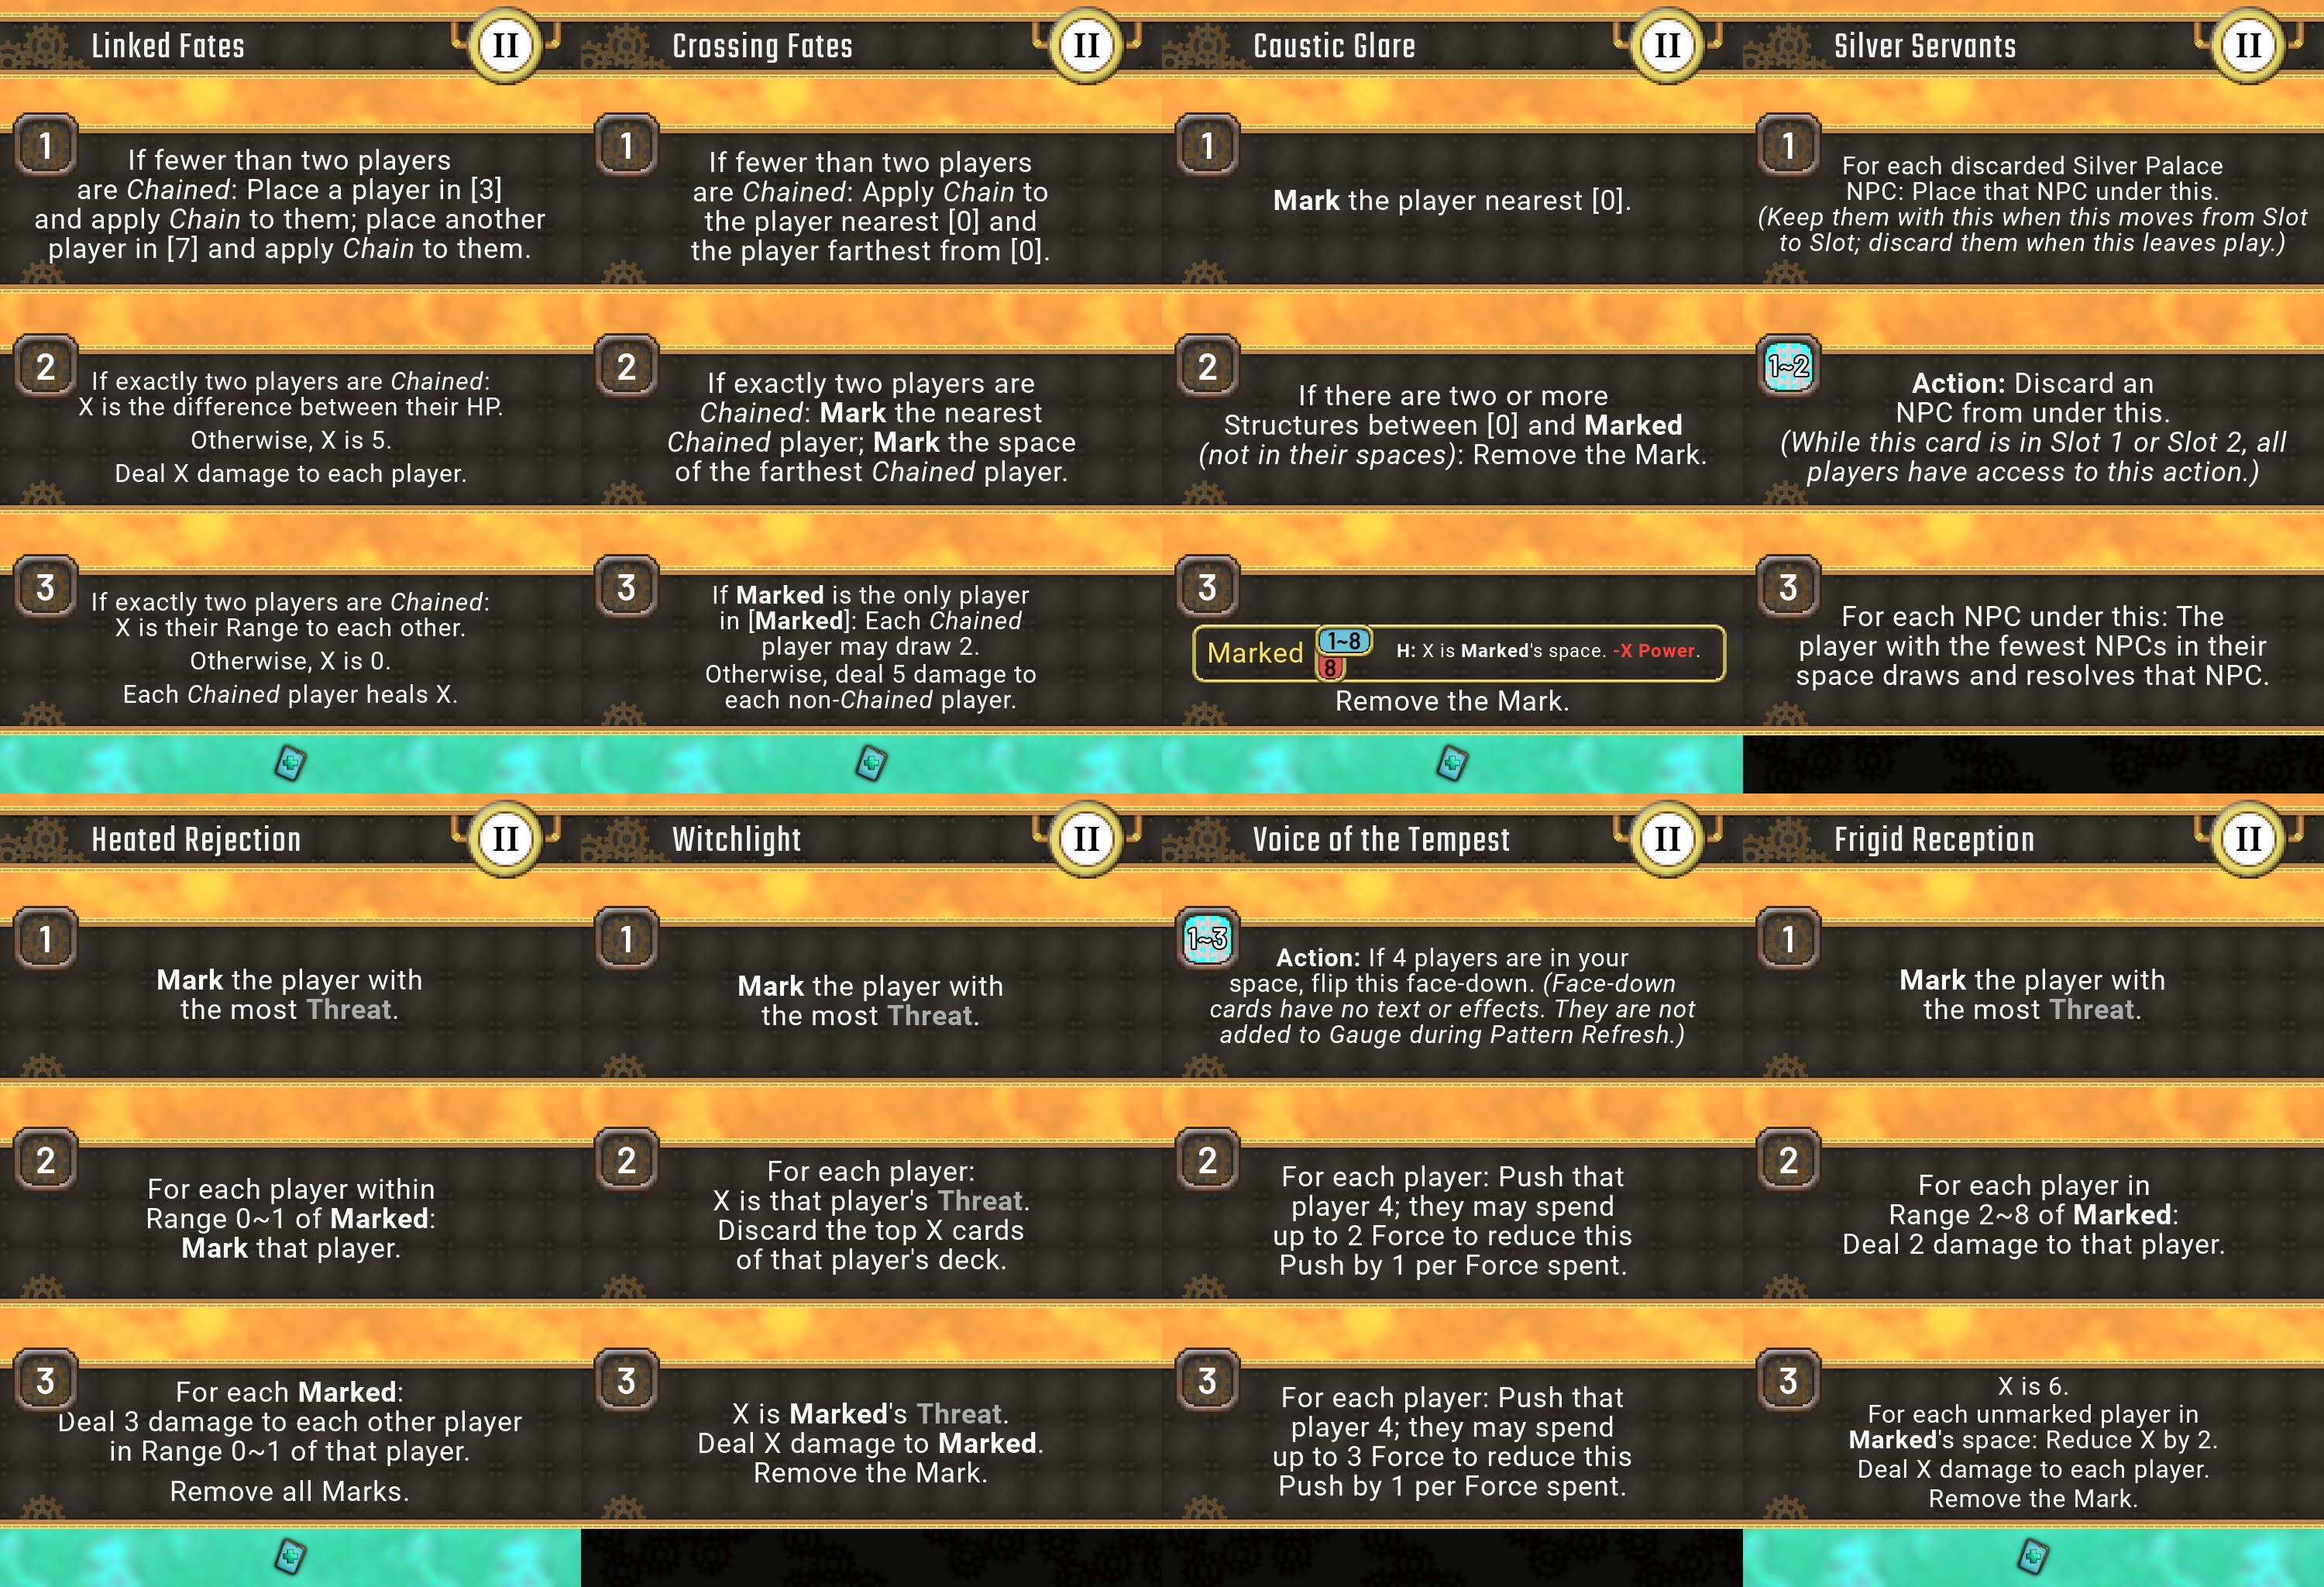 Linked Fates
II
1
If fewer than two players
are Chained: Place a player in [3]
and apply Chain to them; place another
player in [7] and apply Chain to them.
2
If exactly two players are Chained:
X is the difference between their HP.
Otherwise, X is 5.
Deal X damage to each player.
3
If exactly two players are Chained:
X is their Range to each other.
Otherwise, X is 0.
Each Chained player heals X.
Crossing Fates
II
1
If fewer than two players
are Chained: Apply Chain to
the player nearest [0] and
the player farthest from [0].
2
If exactly two players are
Chained: Mark the nearest
Chained player; Mark the space
of the farthest Chained player.
3
If Marked is the only player
in [Marked]: Each Chained
player may draw 2.
Otherwise, deal 5 damage to
each non-Chained player.
Caustic Glare
II
1
Mark the player nearest [0].
2
If there are two or more
Structures between [0] and Marked
(not in their spaces): Remove the Mark.
3
Marked 1~8 8 H: X is Marked's space. -X Power.
Remove the Mark.
Silver Servants
II
1
For each discarded Silver Palace
NPC: Place that NPC under this.
(Keep them with this when this moves from Slot
to Slot; discard them when this leaves play.)
1~2
Action: Discard an
NPC from under this.
(While this card is in Slot 1 or Slot 2, all
players have access to this action.)
3
For each NPC under this: The
player with the fewest NPCs in their
space draws and resolves that NPC.
Heated Rejection
II
1
Mark the player with
the most Threat.
2
For each player within
Range 0~1 of Marked:
Mark that player.
3
For each Marked:
Deal 3 damage to each other player
in Range 0~1 of that player.
Remove all Marks.
Witchlight
II
1
Mark the player with
the most Threat.
2
For each player:
X is that player's Threat.
Discard the top X cards
of that player's deck.
3
X is Marked's Threat.
Deal X damage to Marked.
Remove the Mark.
Voice of the Tempest
II
1~3
Action: If 4 players are in your
space, flip this face-down. (Face-down
cards have no text or effects. They are not
added to Gauge during Pattern Refresh.)
2
For each player: Push that
player 4; they may spend
up to 2 Force to reduce this
Push by 1 per Force spent.
3
For each player: Push that
player 4; they may spend
up to 3 Force to reduce this
Push by 1 per Force spent.
Frigid Reception
II
1
Mark the player with
the most Threat.
2
For each player in
Range 2~8 of Marked:
Deal 2 damage to that player.
3
X is 6.
For each unmarked player in
Marked's space: Reduce X by 2.
Deal X damage to each player.
Remove the Mark.